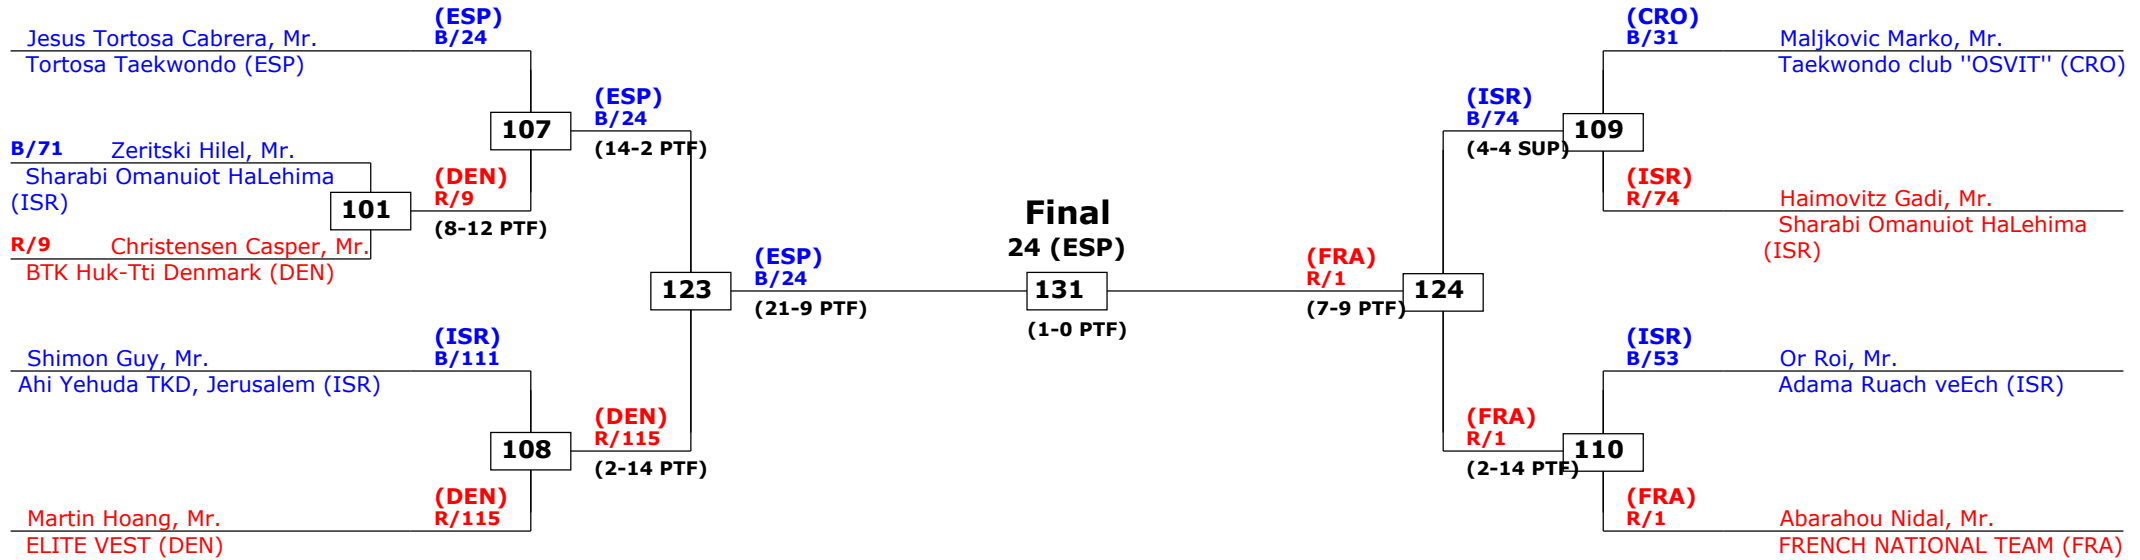 (ESP)
B/24
Jesus Tortosa Cabrera, Mr.
Tortosa Taekwondo (ESP)
B/71
Zeritski Hilel, Mr.
Sharabi Omanuiot HaLehima
(ISR)
R/9
Christensen Casper, Mr.
BTK Huk-Tti Denmark (DEN)
101
(DEN)
R/9
(8-12 PTF)
107
(ESP)
B/24
(14-2 PTF)
Shimon Guy, Mr.
Ahi Yehuda TKD, Jerusalem (ISR)
(ISR)
B/111
Martin Hoang, Mr.
ELITE VEST (DEN)
(DEN)
R/115
108
(DEN)
R/115
(2-14 PTF)
123
(ESP)
B/24
(21-9 PTF)
Final
24 (ESP)
131
(1-0 PTF)
(FRA)
R/1
(7-9 PTF)
124
(ISR)
B/74
(4-4 SUP)
109
(CRO)
B/31
Maljkovic Marko, Mr.
Taekwondo club "OSVIT" (CRO)
(ISR)
R/74
Haimovitz Gadi, Mr.
Sharabi Omanuiot HaLehima
(ISR)
(FRA)
R/1
(2-14 PTF)
110
(ISR)
B/53
Or Roi, Mr.
Adama Ruach veEch (ISR)
(FRA)
R/1
Abarahou Nidal, Mr.
FRENCH NATIONAL TEAM (FRA)